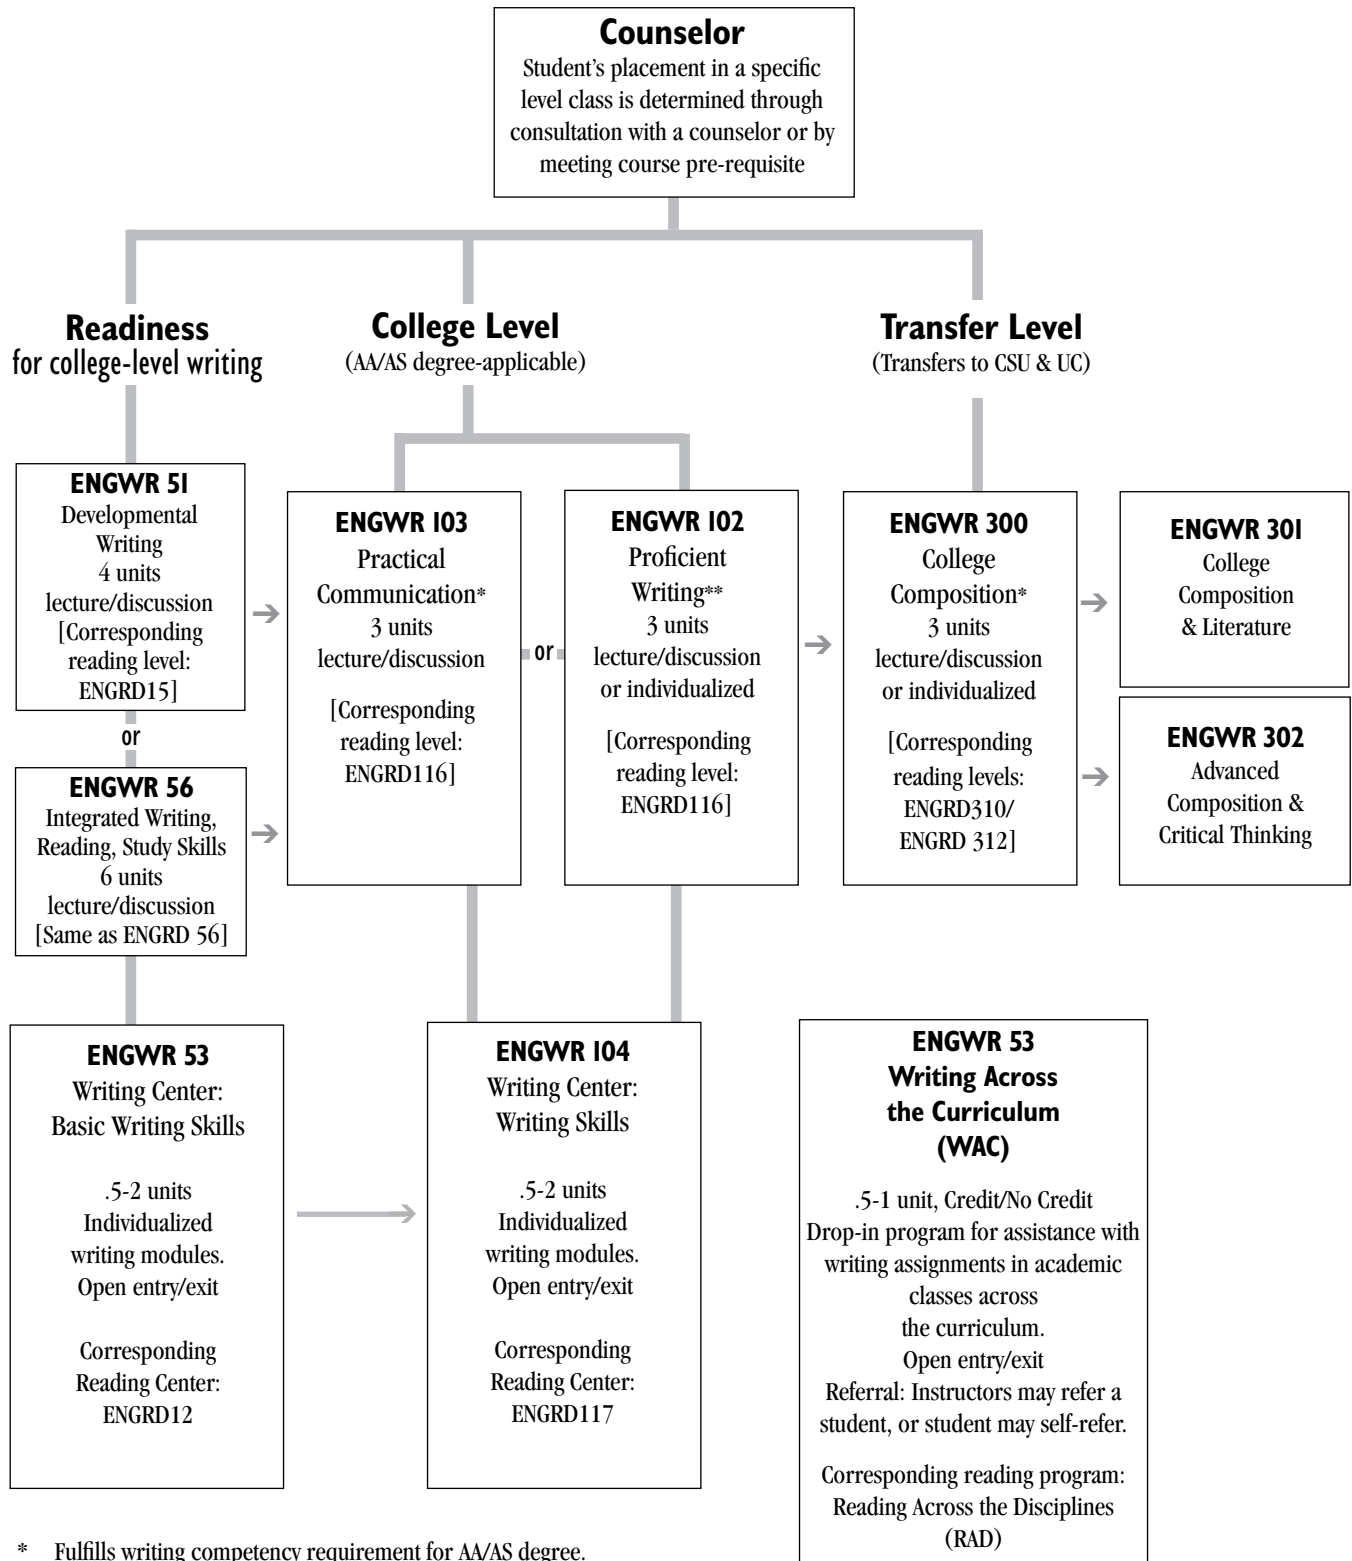 Counselor
Student's placement in a specific
level class is determined through
consultation with a counselor or by
meeting course pre-requisite
Readiness
for college-level writing
College Level
(AA/AS degree-applicable)
Transfer Level
(Transfers to CSU & UC)
ENGWR 51
Developmental
Writing
4 units
lecture/discussion
[Corresponding
reading level:
ENGRD15]
or
ENGWR 56
Integrated Writing,
Reading, Study Skills
6 units
lecture/discussion
[Same as ENGRD 56]
ENGWR 103
Practical
Communication*
3 units
lecture/discussion
[Corresponding
reading level:
ENGRD116]
or
ENGWR 102
Proficient
Writing**
3 units
lecture/discussion
or individualized
[Corresponding
reading level:
ENGRD116]
ENGWR 300
College
Composition*
3 units
lecture/discussion
or individualized
[Corresponding
reading levels:
ENGRD310/
ENGRD 312]
ENGWR 301
College
Composition
& Literature
ENGWR 302
Advanced
Composition &
Critical Thinking
ENGWR 53
Writing Center:
Basic Writing Skills
.5-2 units
Individualized
writing modules.
Open entry/exit
Corresponding
Reading Center:
ENGRD12
ENGWR 104
Writing Center:
Writing Skills
.5-2 units
Individualized
writing modules.
Open entry/exit
Corresponding
Reading Center:
ENGRD117
ENGWR 53
Writing Across
the Curriculum
(WAC)
.5-1 unit, Credit/No Credit
Drop-in program for assistance with
writing assignments in academic
classes across
the curriculum.
Open entry/exit
Referral: Instructors may refer a
student, or student may self-refer.
Corresponding reading program:
Reading Across the Disciplines
(RAD)
* Fulfills writing competency requirement for AA/AS degree.